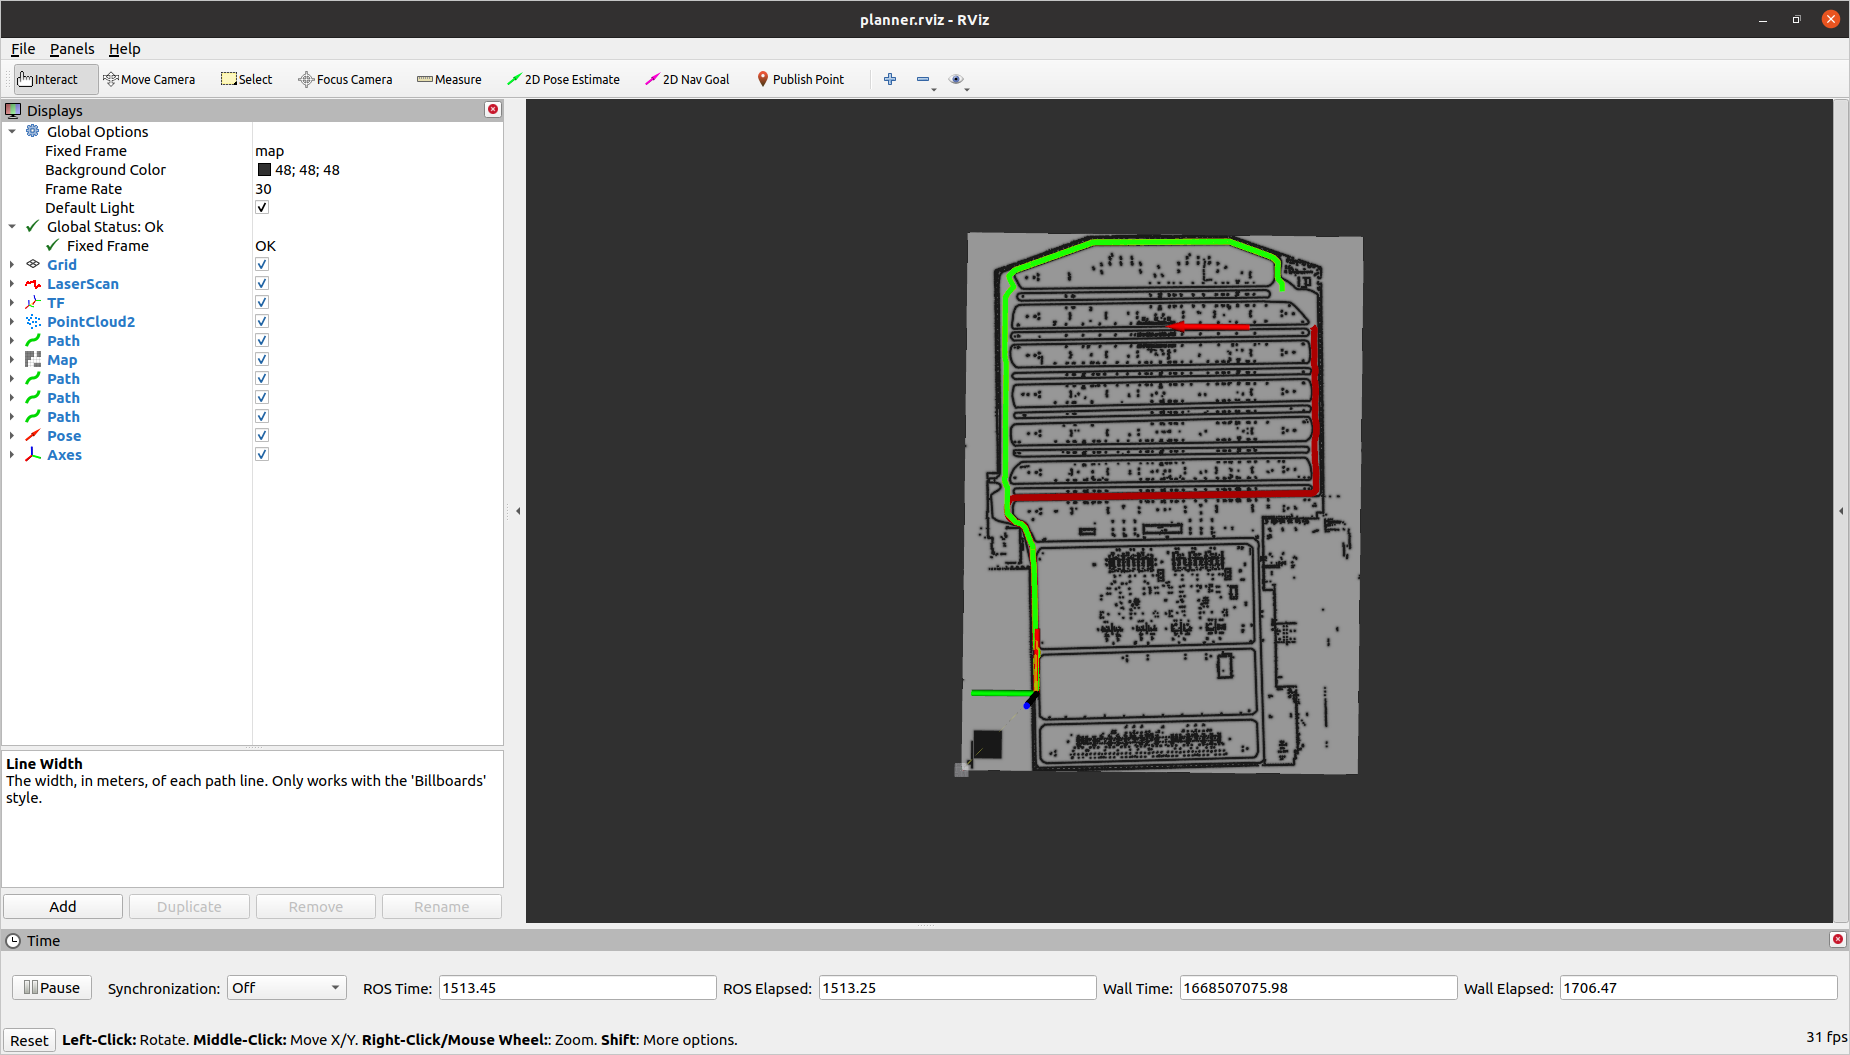 planner.rviz - RViz
File Panels Help
Interact Move Camera Select Focus Camera Measure 2D Pose Estimate 2D Nav Goal Publish Point
Displays
Global Options
Fixed Frame map
Background Color 48; 48; 48
Frame Rate 30
Default Light
Global Status: Ok
Fixed Frame OK
Grid
LaserScan
TF
PointCloud2
Path
Map
Path
Path
Path
Pose
Axes
Line Width
The width, in meters, of each path line. Only works with the 'Billboards'
style.
Add Duplicate Remove Rename
Time
Pause Synchronization: Off ROS Time: 1513.45 ROS Elapsed: 1513.25 Wall Time: 1668507075.98 Wall Elapsed: 1706.47
Reset Left-Click: Rotate. Middle-Click: Move X/Y. Right-Click/Mouse Wheel:: Zoom. Shift: More options. 31 fps